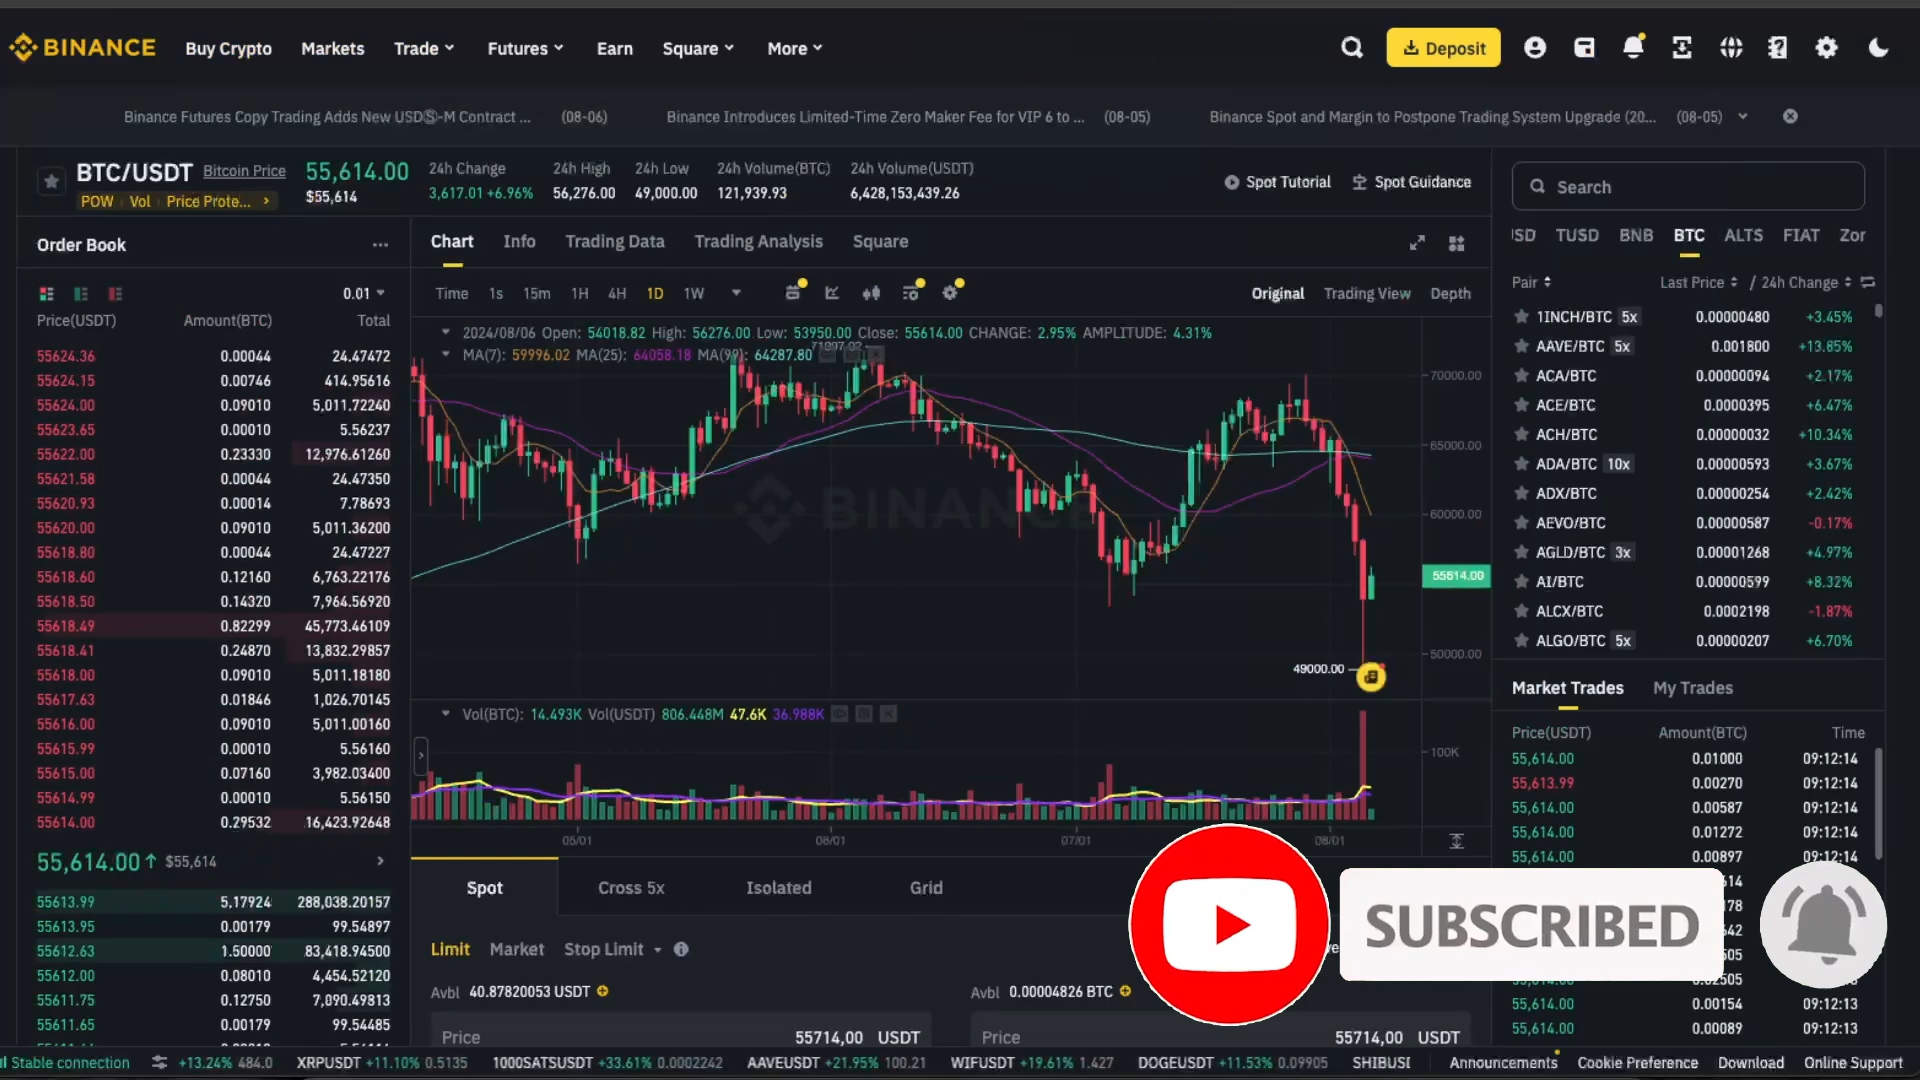 BINANCE Buy Crypto Markets Trade Futures Earn Square More Deposit
Binance Futures Copy Trading Adds New USDⓈ-M Contract ... (08-06) Binance Introduces Limited-Time Zero Maker Fee for VIP 6 to ... (08-05) Binance Spot and Margin to Postpone Trading System Upgrade (20... (08-05)
BTC/USDT Bitcoin Price
POW Vol Price Prote...
55,614.00
$55,614
24h Change
3,617.01 +6.96%
24h High
56,276.00
24h Low
49,000.00
24h Volume(BTC)
121,939.93
24h Volume(USDT)
6,428,153,439.26
Spot Tutorial Spot Guidance
Order Book
0.01
Price(USDT) Amount(BTC) Total
55624.36 0.00044 24.47472
55624.15 0.00746 414.95616
55624.00 0.09010 5,011.72240
55623.65 0.00010 5.56237
55622.00 0.23330 12,976.61260
55621.58 0.00044 24.47350
55620.93 0.00014 7.78693
55620.00 0.09010 5,011.36200
55618.80 0.00044 24.47227
55618.60 0.12160 6,763.22176
55618.50 0.14320 7,964.56920
55618.49 0.82299 45,773.46109
55618.41 0.24870 13,832.29857
55618.00 0.09010 5,011.18180
55617.63 0.01846 1,026.70145
55616.00 0.09010 5,011.00160
55615.99 0.00010 5.56160
55615.00 0.07160 3,982.03400
55614.99 0.00010 5.56150
55614.00 0.29532 16,423.92648
55,614.00↑ $55,614
55613.99 5.17924 288,038.20157
55613.95 0.00179 99.54897
55612.63 1.50000 83,418.94500
55612.00 0.08010 4,454.52120
55611.75 0.12750 7,090.49813
55611.65 0.00179 99.54485
Chart Info Trading Data Trading Analysis Square
Time 1s 15m 1H 4H 1D 1W
Original Trading View Depth
2024/08/06 Open: 54018.82 High: 56276.00 Low: 53950.00 Close: 55614.00 CHANGE: 2.95% AMPLITUDE: 4.31%
MA(7): 59996.02 MA(25): 64058.18 MA(99): 64287.80
70000.00
65000.00
60000.00
BINANCE
55614.00
50000.00
49000.00
Vol(BTC): 14.493K Vol(USDT) 806.448M 47.6K 36.988K
100K
05/01 06/01 07/01 08/01
Spot Cross 5x Isolated Grid
Limit Market Stop Limit
Avbl 40.87820053 USDT
Avbl 0.00004826 BTC
Price 55714,00 USDT
Price 55714,00 USDT
Search
TUSD BNB BTC ALTS FIAT Zor
Pair Last Price / 24h Change
1INCH/BTC 5x 0.00000480 +3.45%
AAVE/BTC 5x 0.001800 +13.85%
ACA/BTC 0.00000094 +2.17%
ACE/BTC 0.0000395 +6.47%
ACH/BTC 0.00000032 +10.34%
ADA/BTC 10x 0.00000593 +3.67%
ADX/BTC 0.00000254 +2.42%
AEVO/BTC 0.00000587 -0.17%
AGLD/BTC 3x 0.00001268 +4.97%
AI/BTC 0.00000599 +8.32%
ALCX/BTC 0.0002198 -1.87%
ALGO/BTC 5x 0.00000207 +6.70%
Market Trades My Trades
Price(USDT) Amount(BTC) Time
55,614.00 0.01000 09:12:14
55,613.99 0.00270 09:12:14
55,614.00 0.00587 09:12:14
55,614.00 0.01272 09:12:14
55,614.00 0.00897 09:12:14
55,614.00 0.00154 09:12:13
55,614.00 0.00089 09:12:13
SUBSCRIBED
Stable connection +13.24% 484.0 XRPUSDT +11.10% 0.5135 1000SATSUSDT +33.61% 0.0002242 AAVEUSDT +21.95% 100.21 WIFUSDT +19.61% 1.427 DOGEUSDT +11.53% 0.09905 SHIBUSI Announcements Cookie Preference Download Online Support